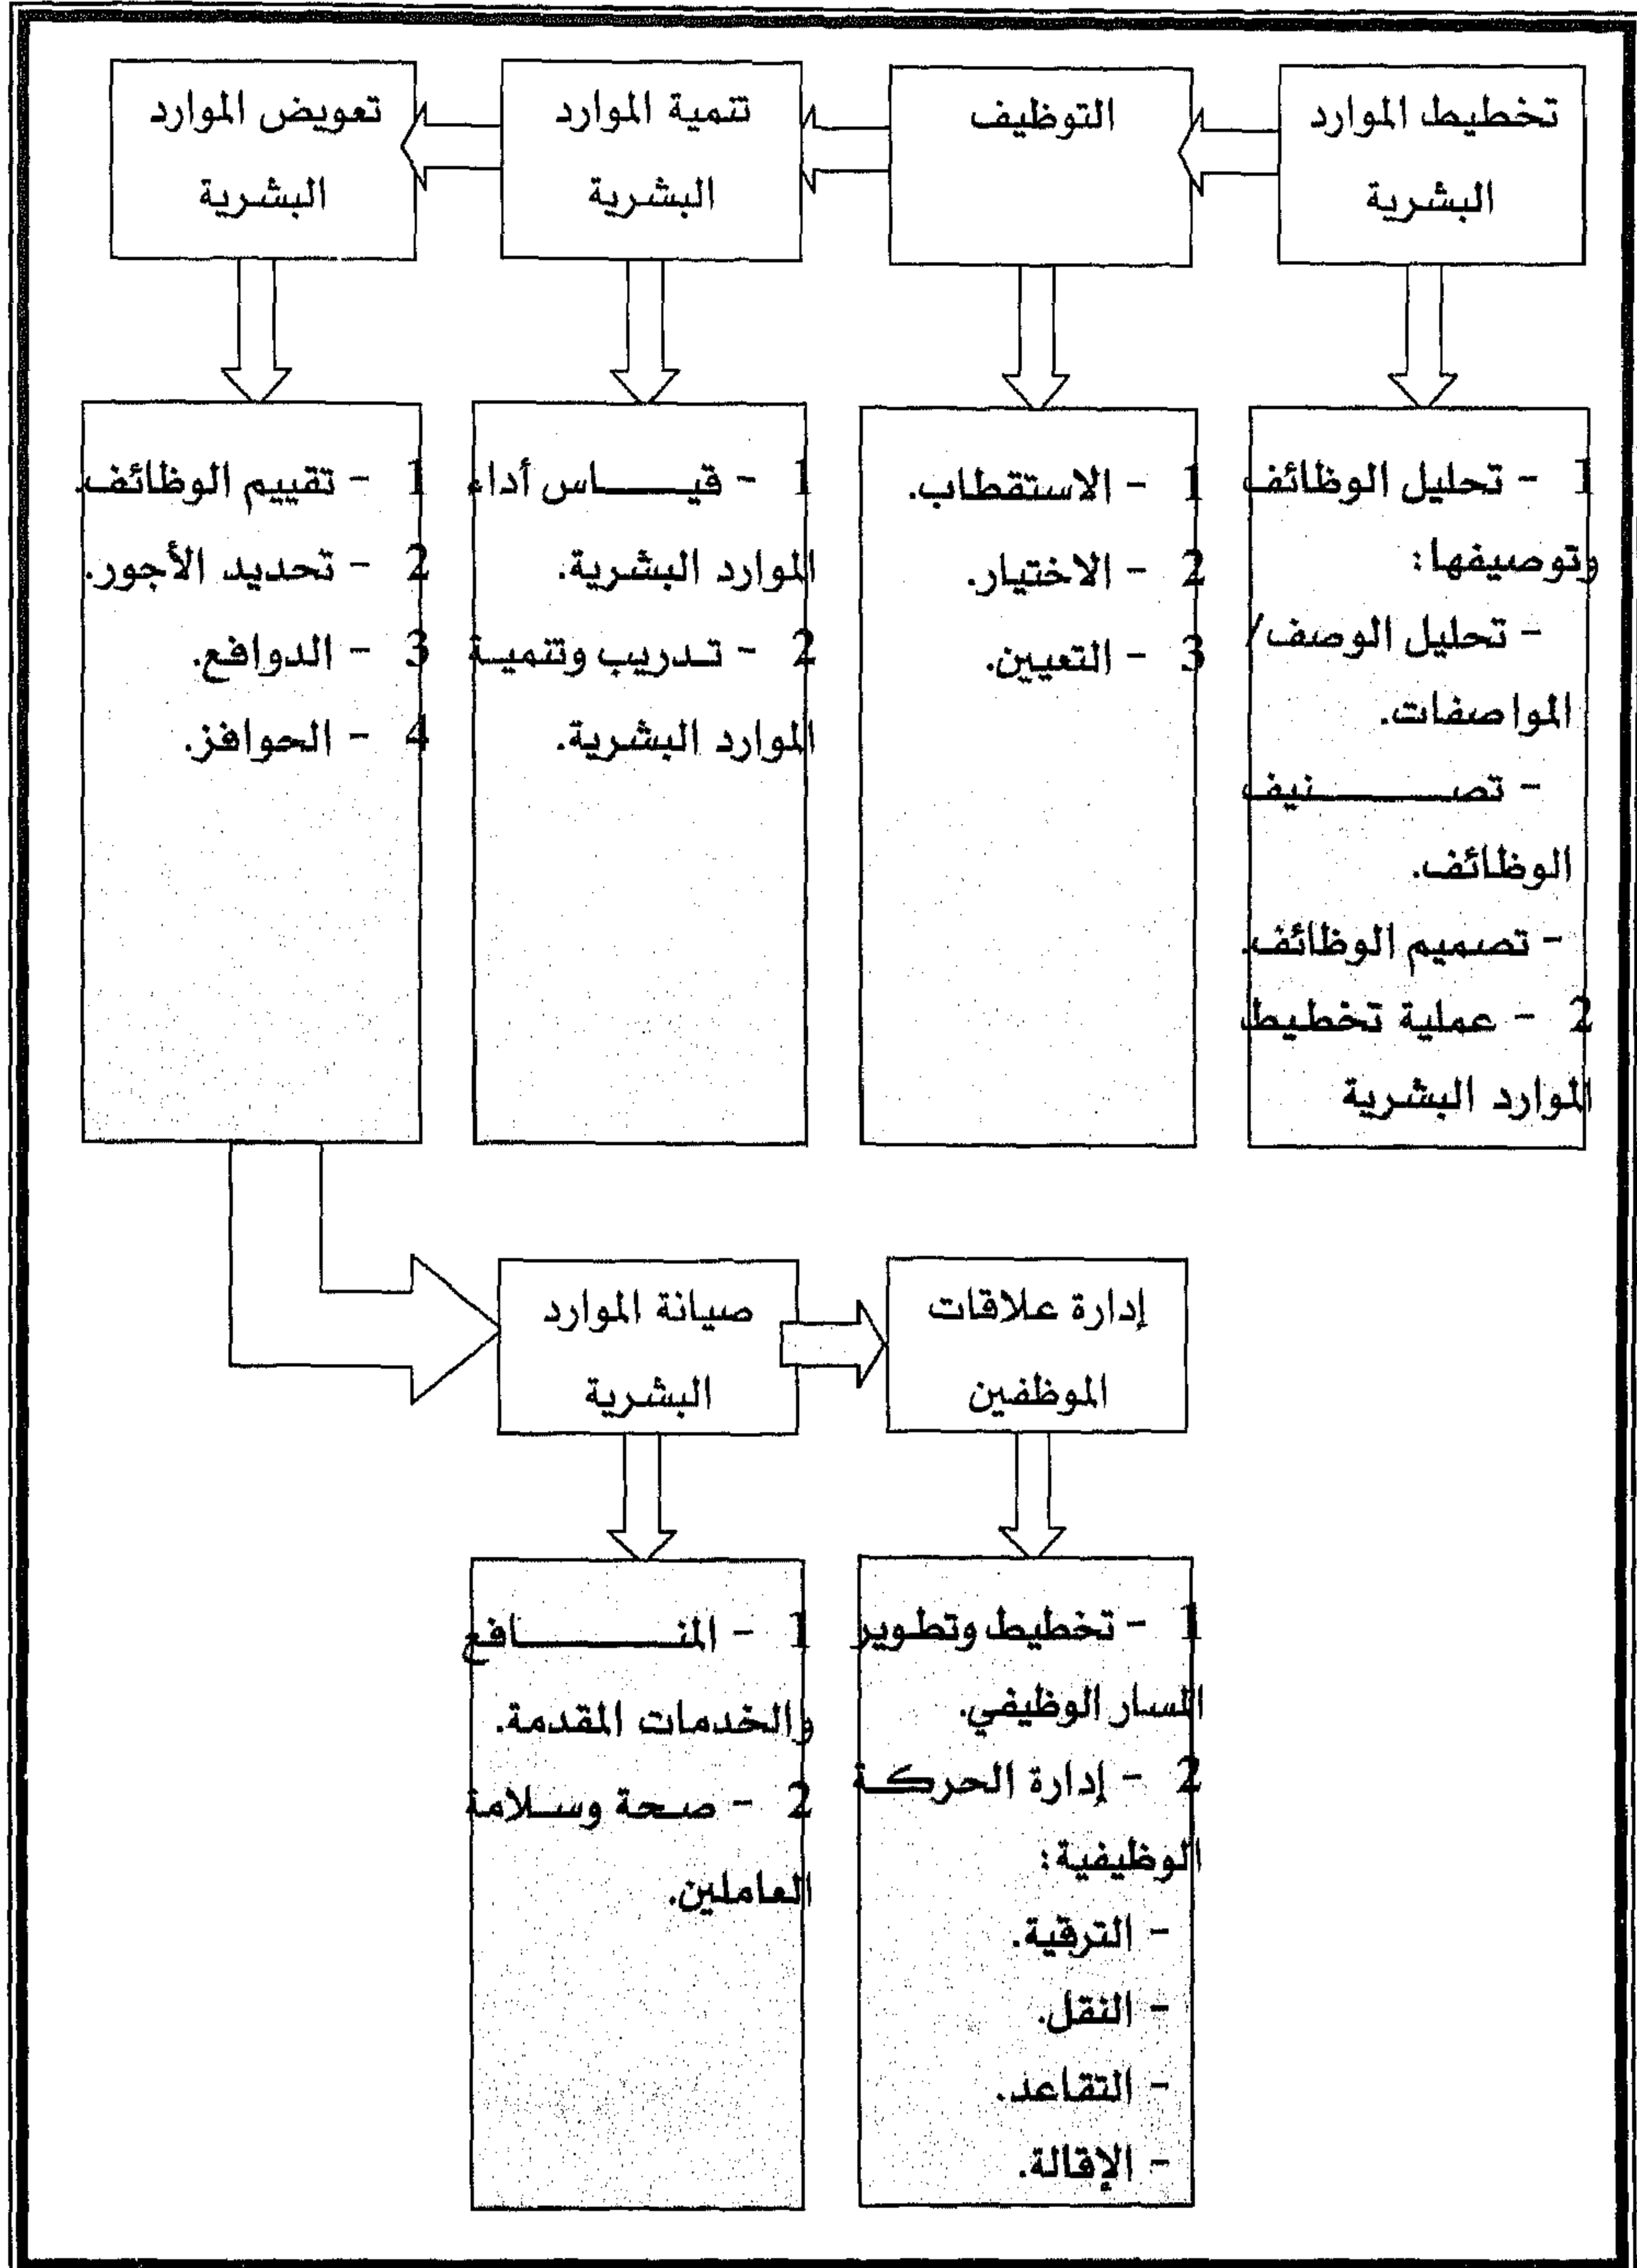 تخطيط الموارد
البشرية
التوظيف
تنمية الموارد
البشرية
تعويض الموارد
البشرية
1 - تحليل الوظائف
وتوصيفها:
- تحليل الوصف/
المواصفات.
- تصنيف
الوظائف.
- تصميم الوظائف.
2 - عملية تخطيط
الموارد البشرية
1 - الاستقطاب.
2 - الاختيار.
3 - التعيين.
1 - قياس أداء
الموارد البشرية.
2 - تدريب وتنمية
الموارد البشرية.
1 - تقييم الوظائف.
2 - تحديد الأجور.
3 - الدوافع.
4 - الحوافز.
صيانة الموارد
البشرية
إدارة علاقات
الموظفين
1 - المنافع
والخدمات المقدمة.
2 - صحة وسلامة
العاملين.
1 - تخطيط وتطوير
المسار الوظيفي.
2 - إدارة الحركة
الوظيفية:
- الترقية.
- النقل.
- التقاعد.
- الإقالة.